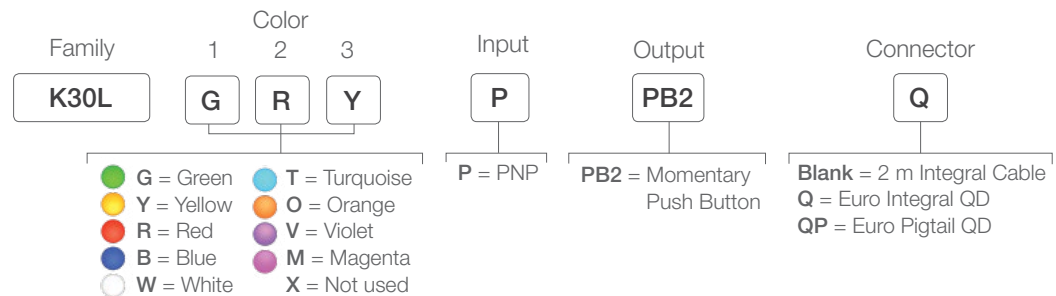 Color
Family 1 2 3 Input Output Connector
K30L G R Y P PB2 Q
G = Green
Y = Yellow
R = Red
B = Blue
W = White
T = Turquoise
O = Orange
V = Violet
M = Magenta
X = Not used
P = PNP
PB2 = Momentary
Push Button
Blank = 2 m Integral Cable
Q = Euro Integral QD
QP = Euro Pigtail QD